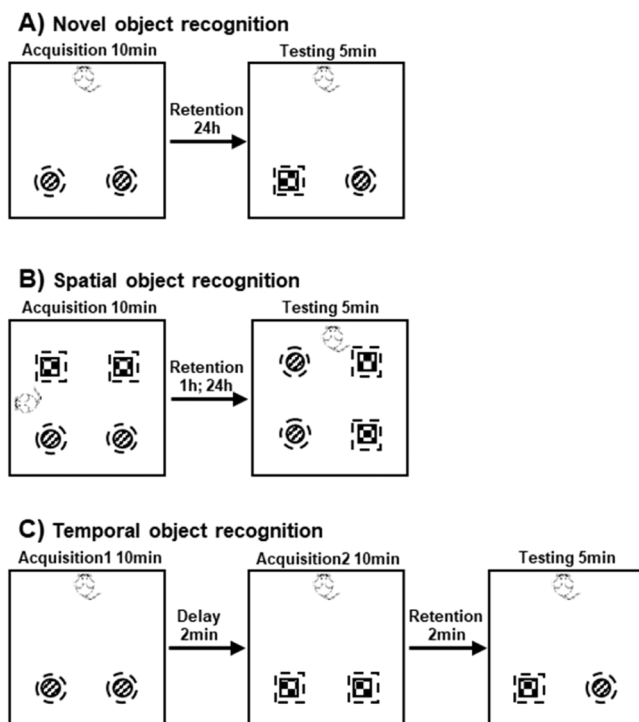 A) Novel object recognition
Acquisition 10min
Testing 5min
Retention
24h
B) Spatial object recognition
Acquisition 10min
Testing 5min
Retention
1h; 24h
C) Temporal object recognition
Acquisition1 10min
Acquisition2 10min
Testing 5min
Delay
2min
Retention
2min